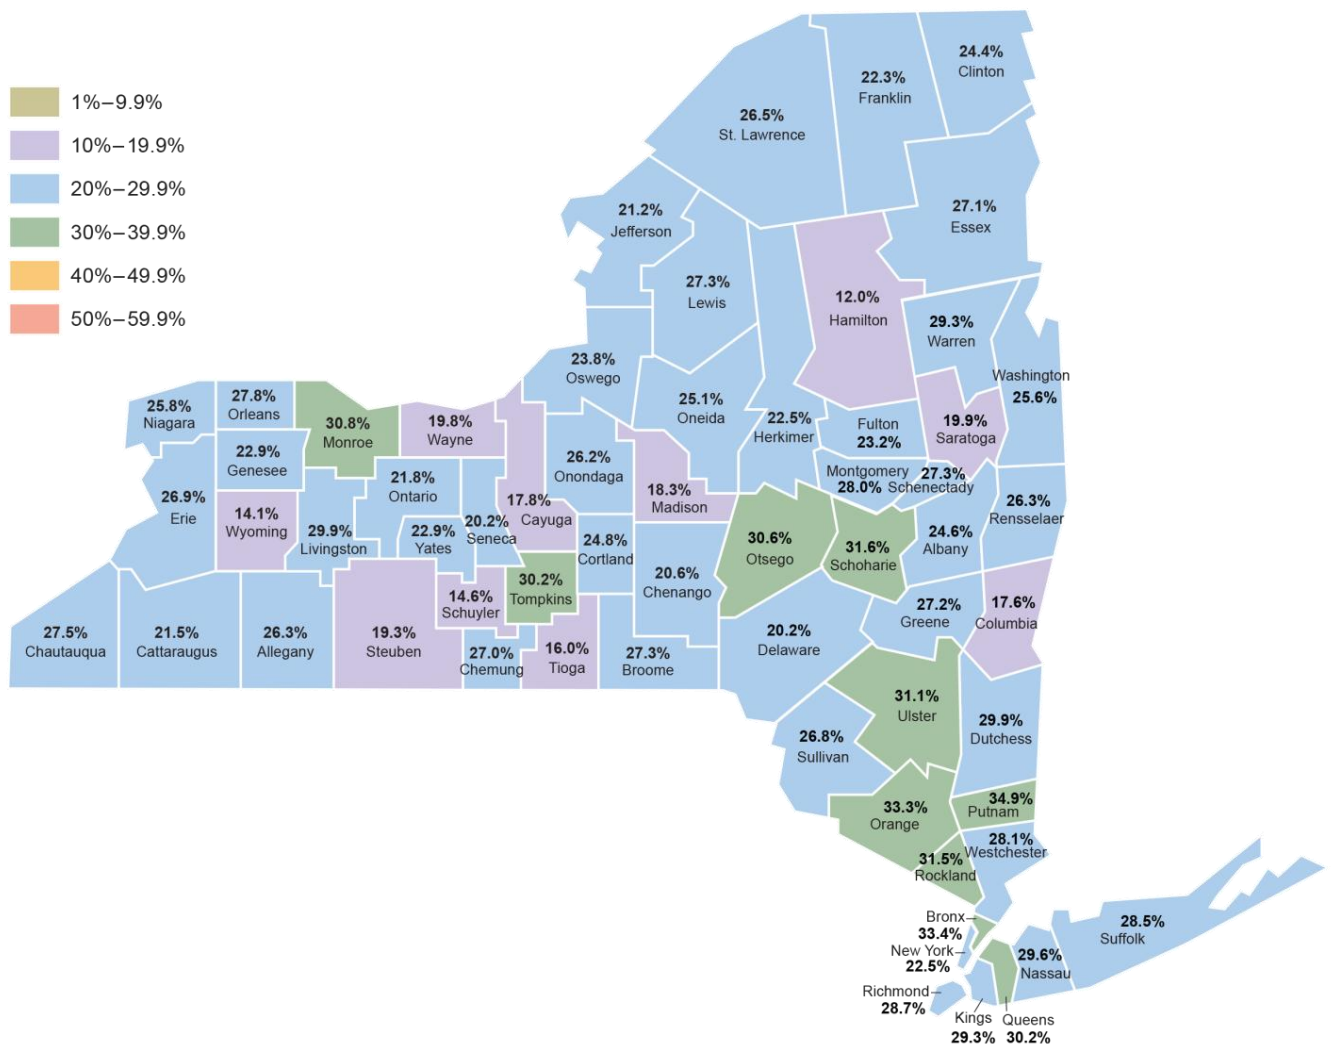 1%–9.9%
10%–19.9%
20%–29.9%
30%–39.9%
40%–49.9%
50%–59.9%
24.4%
Clinton
22.3%
Franklin
26.5%
St. Lawrence
27.1%
Essex
21.2%
Jefferson
27.3%
Lewis
12.0%
Hamilton
29.3%
Warren
Washington
25.6%
23.8%
Oswego
25.1%
Oneida
22.5%
Herkimer
Fulton
23.2%
19.9%
Saratoga
25.8%
Niagara
27.8%
Orleans
30.8%
Monroe
19.8%
Wayne
22.9%
Genesee
26.2%
Onondaga
18.3%
Madison
Montgomery
28.0%
27.3%
Schenectady
26.3%
Rensselaer
26.9%
Erie
14.1%
Wyoming
29.9%
Livingston
21.8%
Ontario
22.9%
Yates
20.2%
Seneca
17.8%
Cayuga
24.8%
Cortland
20.6%
Chenango
30.6%
Otsego
31.6%
Schoharie
24.6%
Albany
27.5%
Chautauqua
21.5%
Cattaraugus
26.3%
Allegany
19.3%
Steuben
14.6%
Schuyler
30.2%
Tompkins
27.0%
Chemung
16.0%
Tioga
27.3%
Broome
20.2%
Delaware
27.2%
Greene
17.6%
Columbia
31.1%
Ulster
29.9%
Dutchess
26.8%
Sullivan
33.3%
Orange
34.9%
Putnam
31.5%
Rockland
28.1%
Westchester
Bronx
33.4%
New York
22.5%
Richmond
28.7%
Kings
29.3%
Queens
30.2%
29.6%
Nassau
28.5%
Suffolk